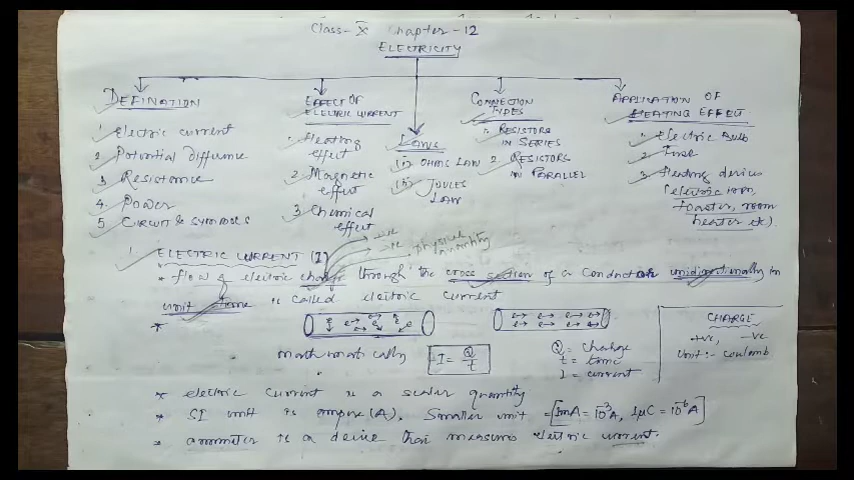 Class-X Chapter-12
ELECTRICITY
DEFINATION
1. Electric current
2. Potential diffrence
3. Resistance
4. Power
5. CIRCUIT & SYMBOLS
EFFECT OF
ELECTRIC CURRENT
1. Heating
effect
2. Magnetic
effect
3. Chemical
effect
LAWS
(i) OHMS LAW
(ii) JOULES
LAW
CONNECTION
TYPES
1. RESISTORS
IN SERIES
2. RESISTORS
IN PARALLEL
APPLICATION OF
HEATING EFFECT
1. Electric Bulb
2. Fuse
3. Heating device
(electric iron,
toaster, room
heater etc).
1. ELECTRIC CURRENT (I)
+ve
-ve
physical
quantity
* flow of electric charge through the cross section of a conductor unidirectionally in
unit time is called electric current
*
mathematically I = Q/t
Q = charge
t = time
I = current
CHARGE
+ve, -ve
Unit:- coulomb
* electric current is a scalar quantity
* SI unit is ampere (A). Smaller unit = [1mA = 10⁻³A, 1μC = 10⁻⁶A]
* ammeter is a device that measures electric current.